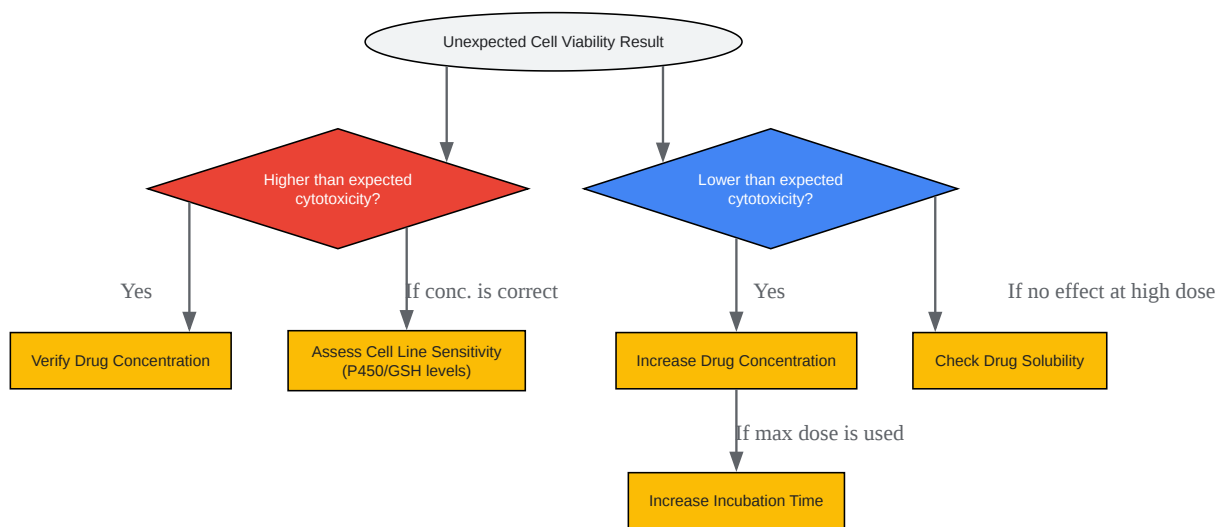 Unexpected Cell Viability Result
Higher than expected
cytotoxicity?
Lower than expected
cytotoxicity?
Yes
If conc. is correct
Yes
If no effect at high dose
Verify Drug Concentration
Assess Cell Line Sensitivity
(P450/GSH levels)
Increase Drug Concentration
Check Drug Solubility
If max dose is used
Increase Incubation Time